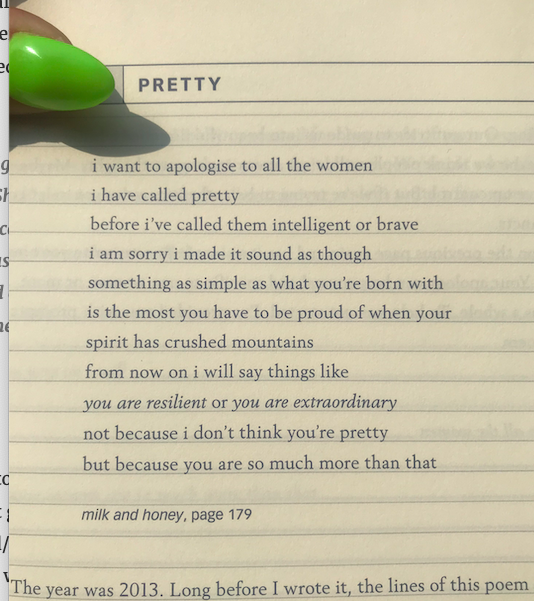 PRETTY
i want to apologise to all the women
i have called pretty
before i've called them intelligent or brave
i am sorry i made it sound as though
something as simple as what you're born with
is the most you have to be proud of when your
spirit has crushed mountains
from now on i will say things like
you are resilient or you are extraordinary
not because i don't think you're pretty
but because you are so much more than that
milk and honey, page 179
The year was 2013. Long before I wrote it, the lines of this poem